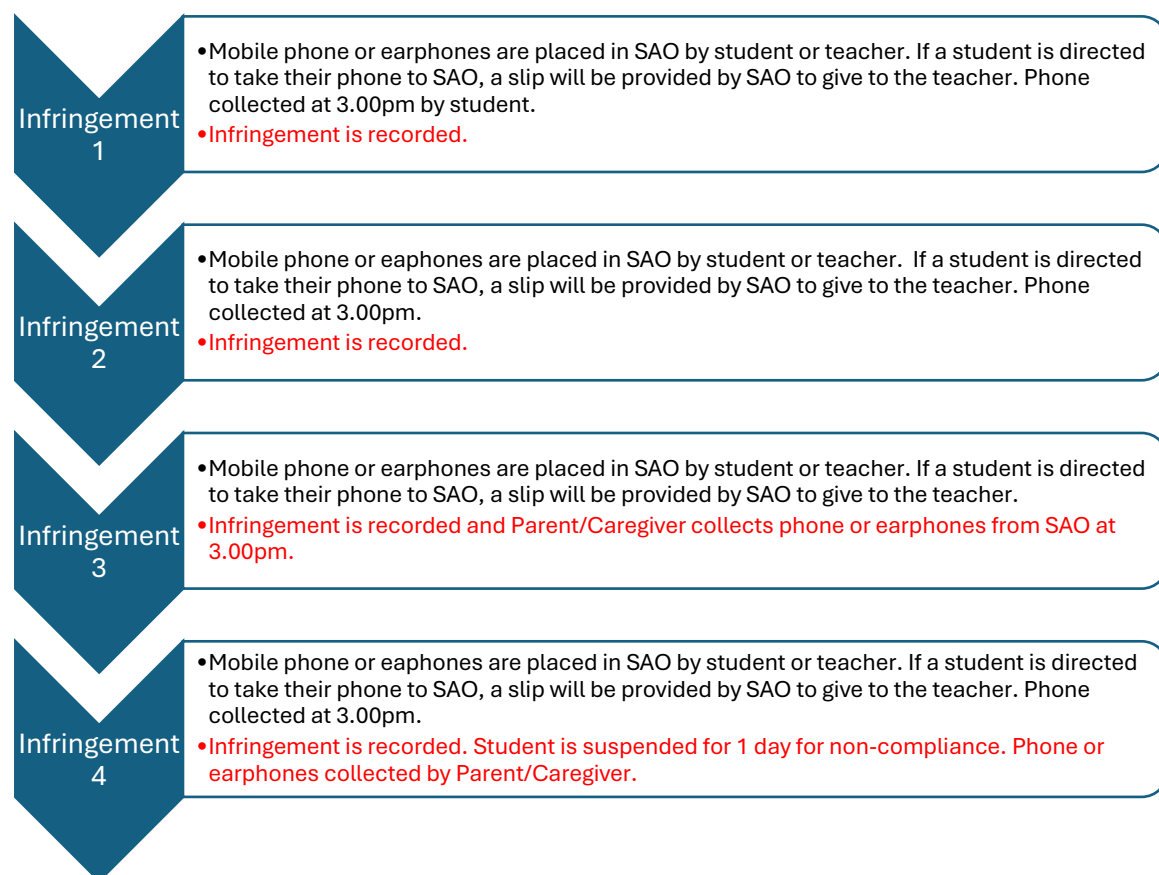 Infringement
1
•Mobile phone or earphones are placed in SAO by student or teacher. If a student is directed
to take their phone to SAO, a slip will be provided by SAO to give to the teacher. Phone
collected at 3.00pm by student.
•Infringement is recorded.
Infringement
2
•Mobile phone or eaphones are placed in SAO by student or teacher.  If a student is directed
to take their phone to SAO, a slip will be provided by SAO to give to the teacher. Phone
collected at 3.00pm.
•Infringement is recorded.
Infringement
3
•Mobile phone or earphones are placed in SAO by student or teacher. If a student is directed
to take their phone to SAO, a slip will be provided by SAO to give to the teacher.
•Infringement is recorded and Parent/Caregiver collects phone or earphones from SAO at
3.00pm.
Infringement
4
•Mobile phone or eaphones are placed in SAO by student or teacher. If a student is directed
to take their phone to SAO, a slip will be provided by SAO to give to the teacher. Phone
collected at 3.00pm.
•Infringement is recorded. Student is suspended for 1 day for non-compliance. Phone or
earphones collected by Parent/Caregiver.